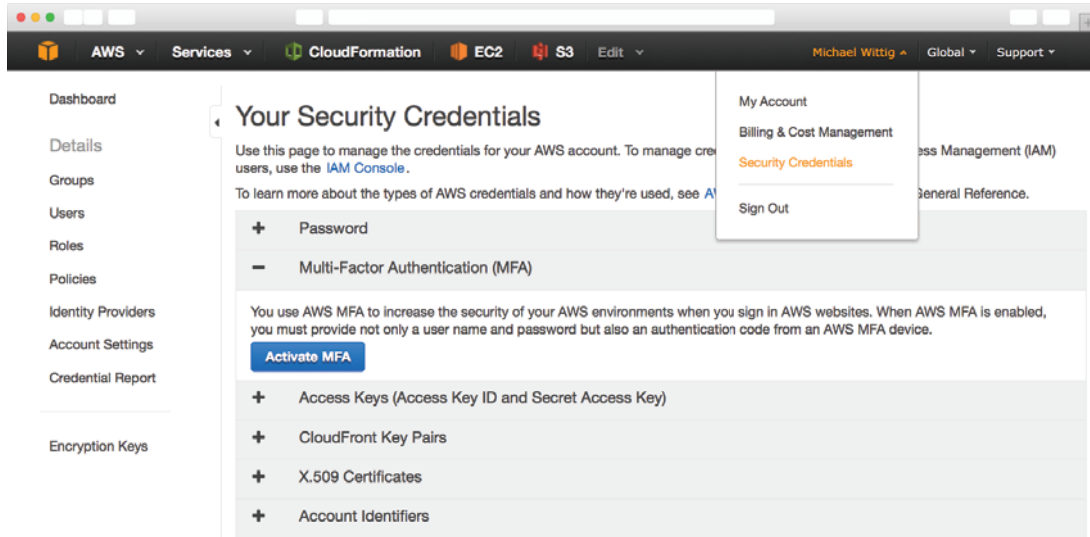 AWS Services CloudFormation EC2 S3 Edit Michael Wittig Global Support
Dashboard
Details
Groups
Users
Roles
Policies
Identity Providers
Account Settings
Credential Report
Encryption Keys
Your Security Credentials
Use this page to manage the credentials for your AWS account. To manage cre ess Management (IAM)
users, use the IAM Console.
To learn more about the types of AWS credentials and how they're used, see A General Reference.
My Account
Billing & Cost Management
Security Credentials
Sign Out
+ Password
− Multi-Factor Authentication (MFA)
You use AWS MFA to increase the security of your AWS environments when you sign in AWS websites. When AWS MFA is enabled,
you must provide not only a user name and password but also an authentication code from an AWS MFA device.
Activate MFA
+ Access Keys (Access Key ID and Secret Access Key)
+ CloudFront Key Pairs
+ X.509 Certificates
+ Account Identifiers